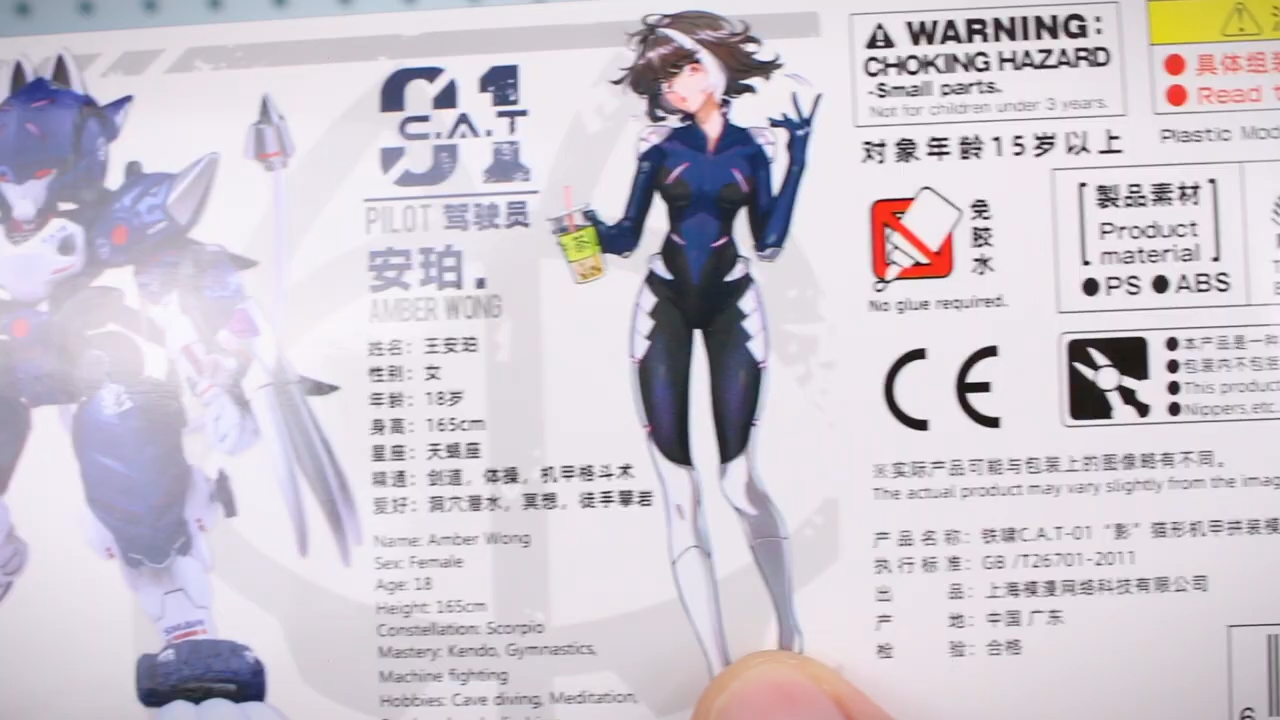 01
C.A.T
PILOT 驾驶员
安珀.
AMBER WONG
姓名：王安珀
性别：女
年龄：18岁
身高：165cm
星座：天蝎座
精通：剑道，体操，机甲格斗术
爱好：洞穴潜水，冥想，徒手攀岩
Name: Amber Wong
Sex: Female
Age: 18
Height: 165cm
Constellation: Scorpio
Mastery: Kendo, Gymnastics,
Machine fighting
Hobbies: Cave diving, Meditation,
WARNING:
CHOKING HAZARD
-Small parts.
Not for children under 3 years.
对象年龄15岁以上
免胶水
No glue required.
CE
※实际产品可能与包装上的图像略有不同。
The actual product may vary slightly from the
产品名称：铁啸C.A.T-01“影”猫形机甲拼装模
执行标准：GB/T26701-2011
出品：上海模漫网络科技有限公司
产地：中国 广东
检验：合格
具体组装
Read
Plastic
[製品素材
Product
material]
●PS ●ABS
●本产品是一种
●包装内不包括
●This product
●Nippers,etc.
6